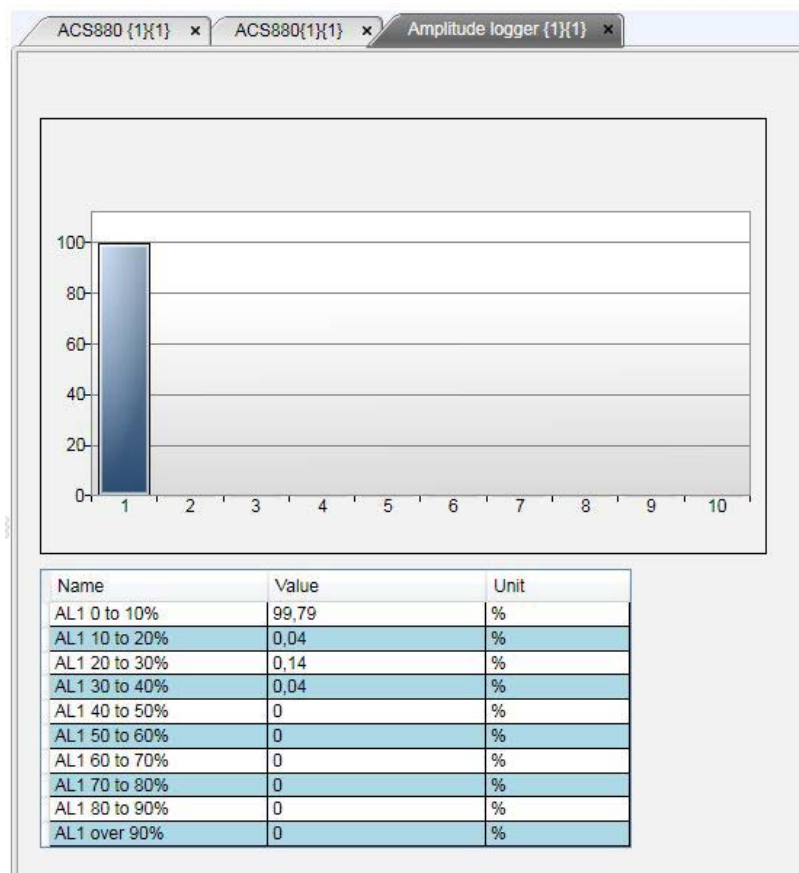 ACS880 {1}{1} × ACS880{1}{1} × Amplitude logger {1}{1} ×
100
80
60
40
20
0
1 2 3 4 5 6 7 8 9 10
Name Value Unit
AL1 0 to 10% 99,79 %
AL1 10 to 20% 0,04 %
AL1 20 to 30% 0,14 %
AL1 30 to 40% 0,04 %
AL1 40 to 50% 0 %
AL1 50 to 60% 0 %
AL1 60 to 70% 0 %
AL1 70 to 80% 0 %
AL1 80 to 90% 0 %
AL1 over 90% 0 %